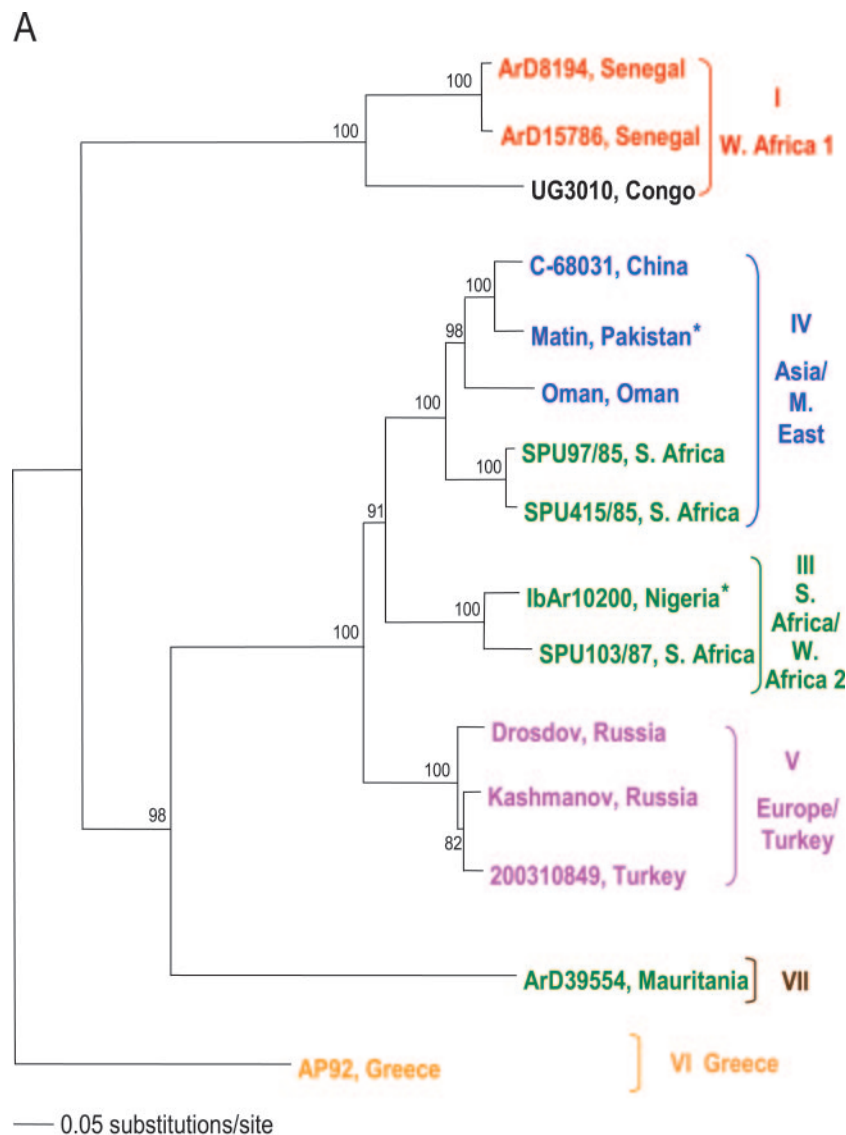 A
100
ArD8194, Senegal
100
ArD15786, Senegal
UG3010, Congo
I
W. Africa 1
C-68031, China
100
Matin, Pakistan*
98
Oman, Oman
100
SPU97/85, S. Africa
100
SPU415/85, S. Africa
IV
Asia/
M.
East
91
IbAr10200, Nigeria*
100
SPU103/87, S. Africa
III
S.
Africa/
W.
Africa 2
100
Drosdov, Russia
100
Kashmanov, Russia
82
200310849, Turkey
V
Europe/
Turkey
98
ArD39554, Mauritania
VII
AP92, Greece
VI Greece
0.05 substitutions/site